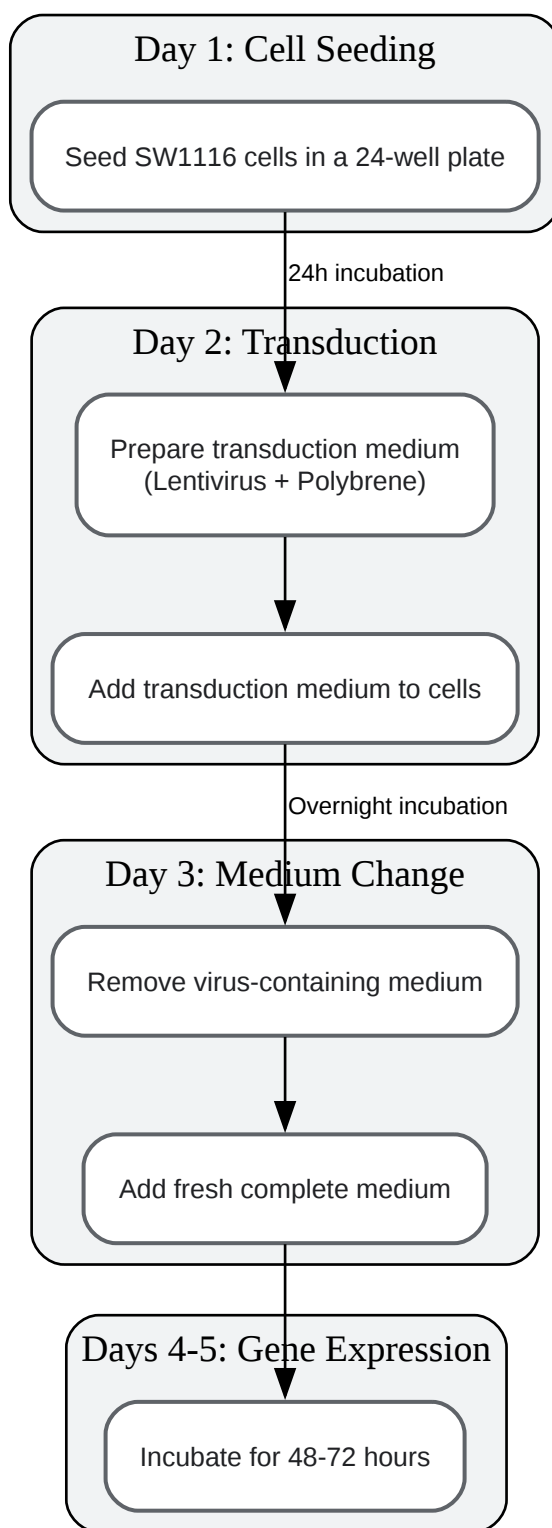 Day 1: Cell Seeding
Seed SW1116 cells in a 24-well plate
24h incubation
Day 2: Transduction
Prepare transduction medium
(Lentivirus + Polybrene)
Add transduction medium to cells
Overnight incubation
Day 3: Medium Change
Remove virus-containing medium
Add fresh complete medium
Days 4-5: Gene Expression
Incubate for 48-72 hours